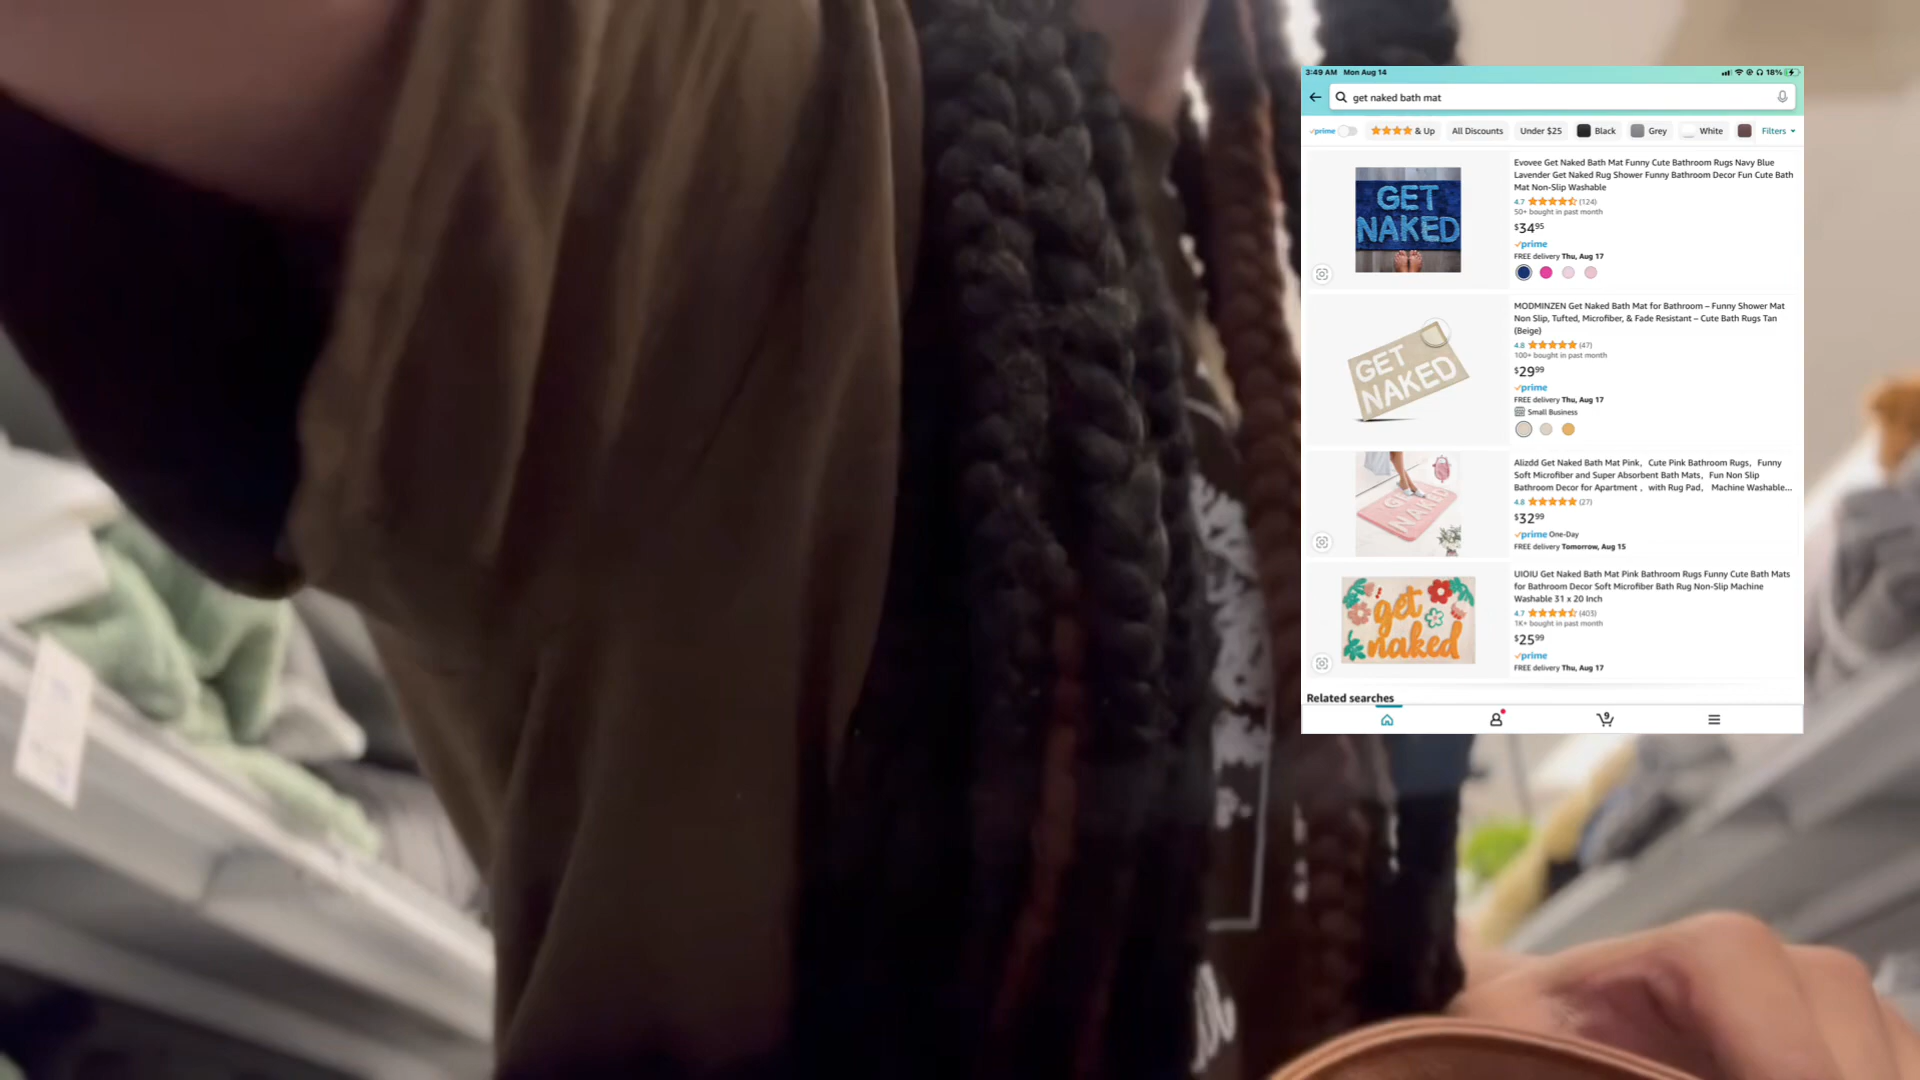 3:49 AM Mon Aug 14
18%
get naked bath mat
prime
& Up
All Discounts
Under $25
Black
Grey
White
Filters
GET
NAKED
Evovee Get Naked Bath Mat Funny Cute Bathroom Rugs Navy Blue
Lavender Get Naked Rug Shower Funny Bathroom Decor Fun Cute Bath
Mat Non-Slip Washable
4.7 (124)
50+ bought in past month
$34.95
prime
FREE delivery Thu, Aug 17
GET
NAKED
MODMINZEN Get Naked Bath Mat for Bathroom – Funny Shower Mat
Non Slip, Tufted, Microfiber, & Fade Resistant – Cute Bath Rugs Tan
(Beige)
4.8 (47)
100+ bought in past month
$29.99
prime
FREE delivery Thu, Aug 17
Small Business
GET
NAKED
Alizdd Get Naked Bath Mat Pink, Cute Pink Bathroom Rugs, Funny
Soft Microfiber and Super Absorbent Bath Mats, Fun Non Slip
Bathroom Decor for Apartment , with Rug Pad, Machine Washable...
4.8 (27)
$32.99
prime One-Day
FREE delivery Tomorrow, Aug 15
get
naked
UIOIU Get Naked Bath Mat Pink Bathroom Rugs Funny Cute Bath Mats
for Bathroom Decor Soft Microfiber Bath Rug Non-Slip Machine
Washable 31 x 20 Inch
4.7 (403)
1K+ bought in past month
$25.99
prime
FREE delivery Thu, Aug 17
Related searches
9